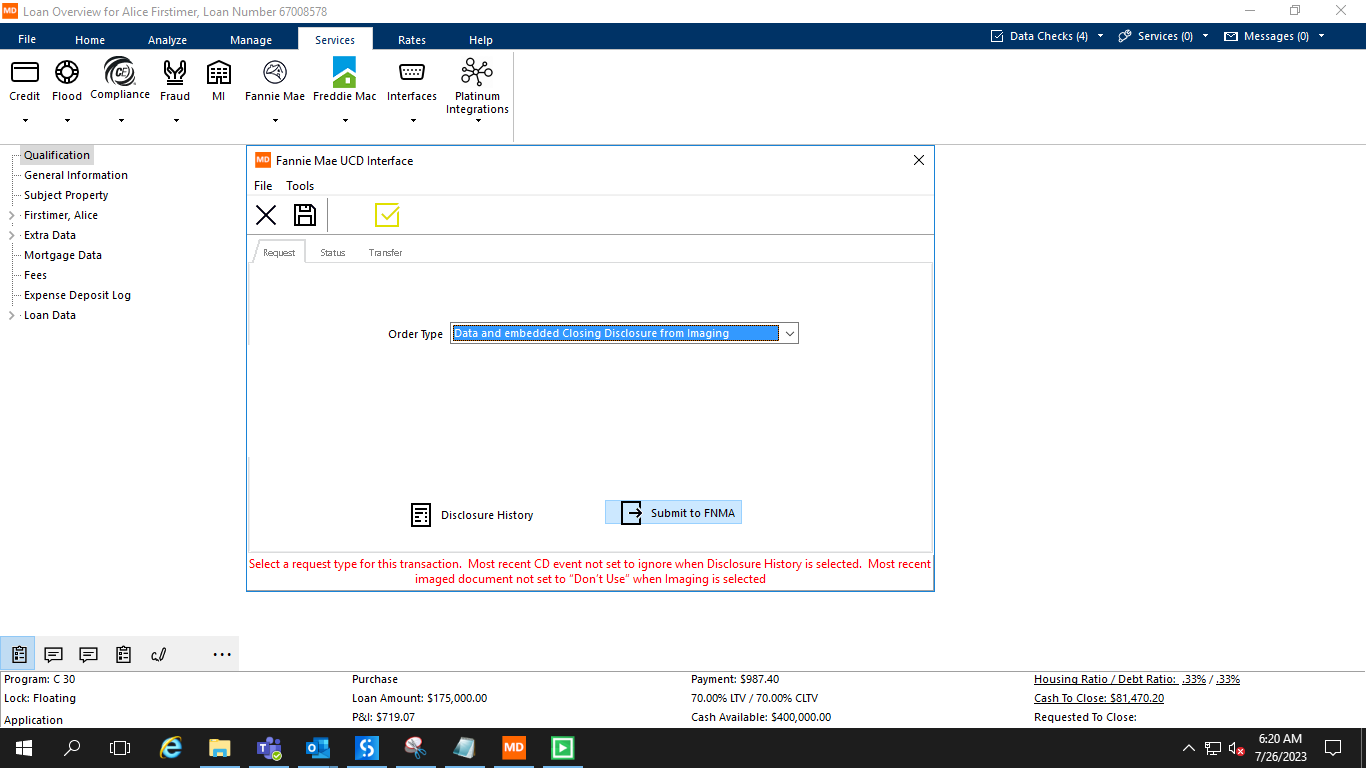 MD Loan Overview for Alice Firstimer, Loan Number 67008578
File Home Analyze Manage Services Rates Help Data Checks (4) Services (0) Messages (0)
Credit Flood Compliance Fraud MI Fannie Mae Freddie Mac Interfaces Platinum Integrations
Qualification
General Information
Subject Property
Firstimer, Alice
Extra Data
Mortgage Data
Fees
Expense Deposit Log
Loan Data
MD Fannie Mae UCD Interface
File Tools
Request Status Transfer
Order Type Data and embedded Closing Disclosure from Imaging
Disclosure History Submit to FNMA
Select a request type for this transaction. Most recent CD event not set to ignore when Disclosure History is selected. Most recent
imaged document not set to “Don’t Use” when Imaging is selected
Program: C 30 Purchase Payment: $987.40 Housing Ratio / Debt Ratio: .33% / .33%
Lock: Floating Loan Amount: $175,000.00 70.00% LTV / 70.00% CLTV Cash To Close: $81,470.20
Application P&I: $719.07 Cash Available: $400,000.00 Requested To Close:
MD
6:20 AM
7/26/2023